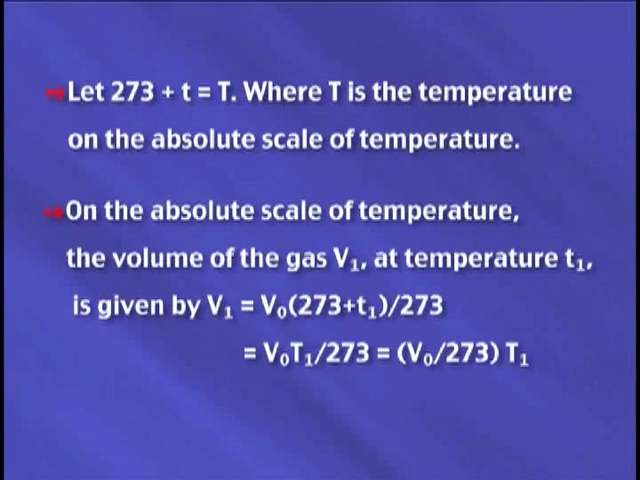 →Let 273 + t = T. Where T is the temperature
on the absolute scale of temperature.
→On the absolute scale of temperature,
the volume of the gas V₁, at temperature t₁,
is given by V₁ = V₀(273+t₁)/273
= V₀T₁/273 = (V₀/273) T₁